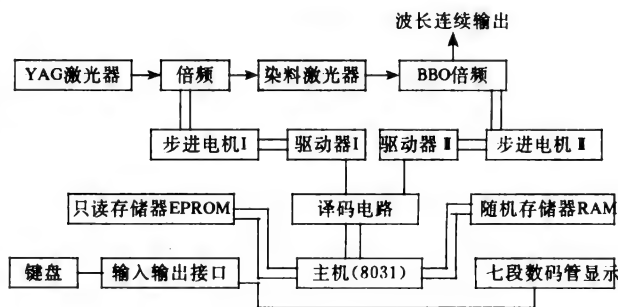 波长连续输出
YAG激光器
倍频
染料激光器
BBO倍频
步进电机Ⅰ
驱动器Ⅰ
驱动器Ⅱ
步进电机Ⅱ
只读存储器EPROM
译码电路
随机存储器RAM
键盘
输入输出接口
主机(8031)
七段数码管显示